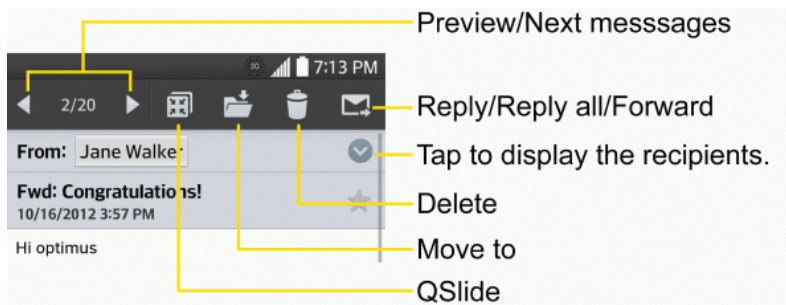 Preview/Next messsages
3G 7:13 PM
2/20
Reply/Reply all/Forward
From: Jane Walker
Tap to display the recipients.
Fwd: Congratulations!
10/16/2012 3:57 PM
Delete
Hi optimus
Move to
QSlide